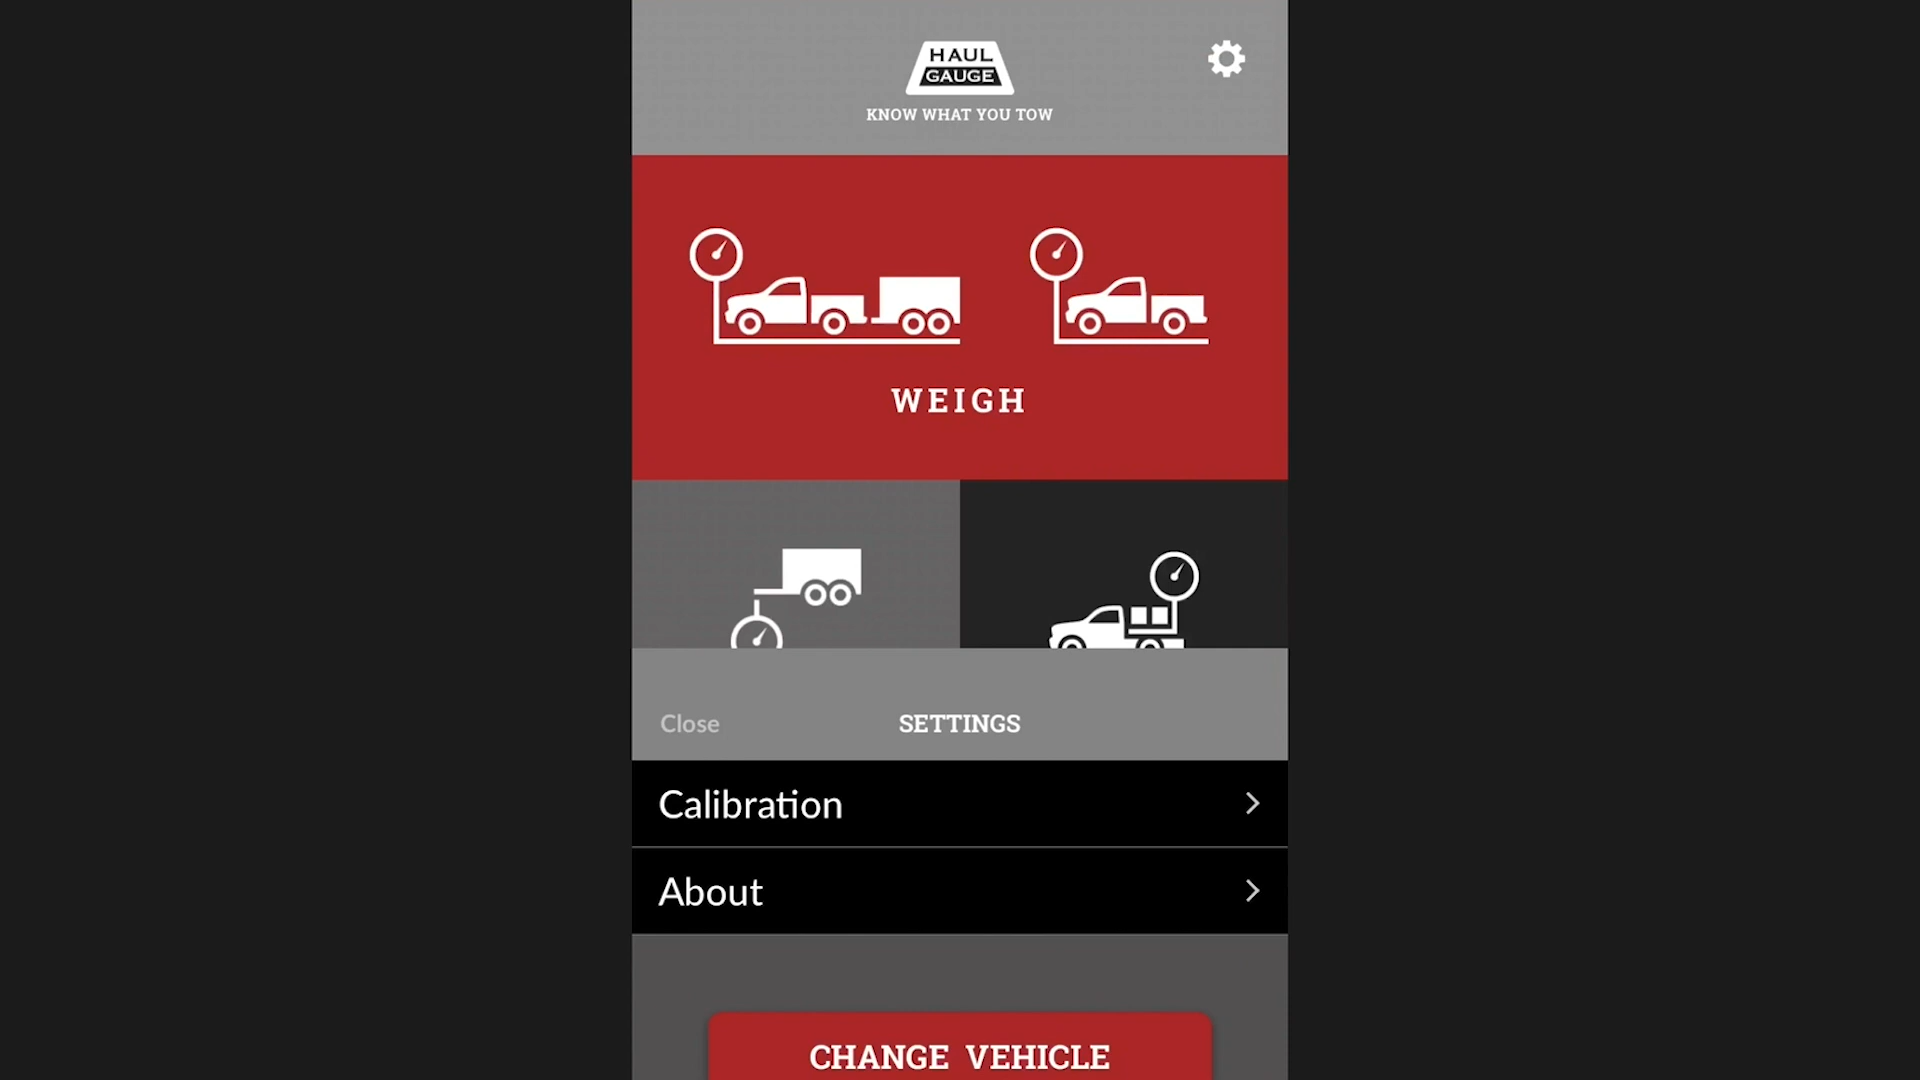 HAUL
GAUGE
KNOW WHAT YOU TOW
WEIGH
Close
SETTINGS
Calibration
About
CHANGE VEHICLE